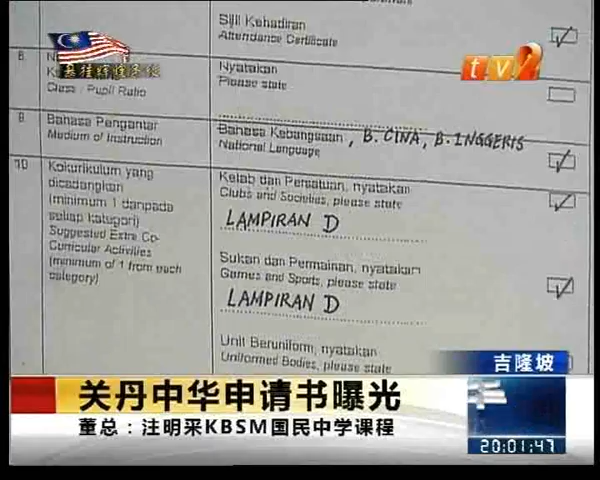 Sijil Kehadiran
Attendance Certificate
tv2
8
Nyatakan
Please state
Class / Pupil Ratio
9
Bahasa Pengantar
Medium of Instruction
Bahasa Kebangsaan, B. CINA, B. INGGERIS
National Language
10
Kokurikulum yang
dicadangkan
(minimum 1 daripada
setiap kategori)
Suggested Extra Co-
Curricular Activities
(minimum of 1 from each
category)
Kelab dan Persatuan, nyatakan
Clubs and Societies, please state
LAMPIRAN D
Sukan dan Permainan, nyatakan
Games and Sports, please state
LAMPIRAN D
Unit Beruniform, nyatakan
Uniformed Bodies, please state
吉隆坡
关丹中华申请书曝光
董总：注明采KBSM国民中学课程
20:01:47